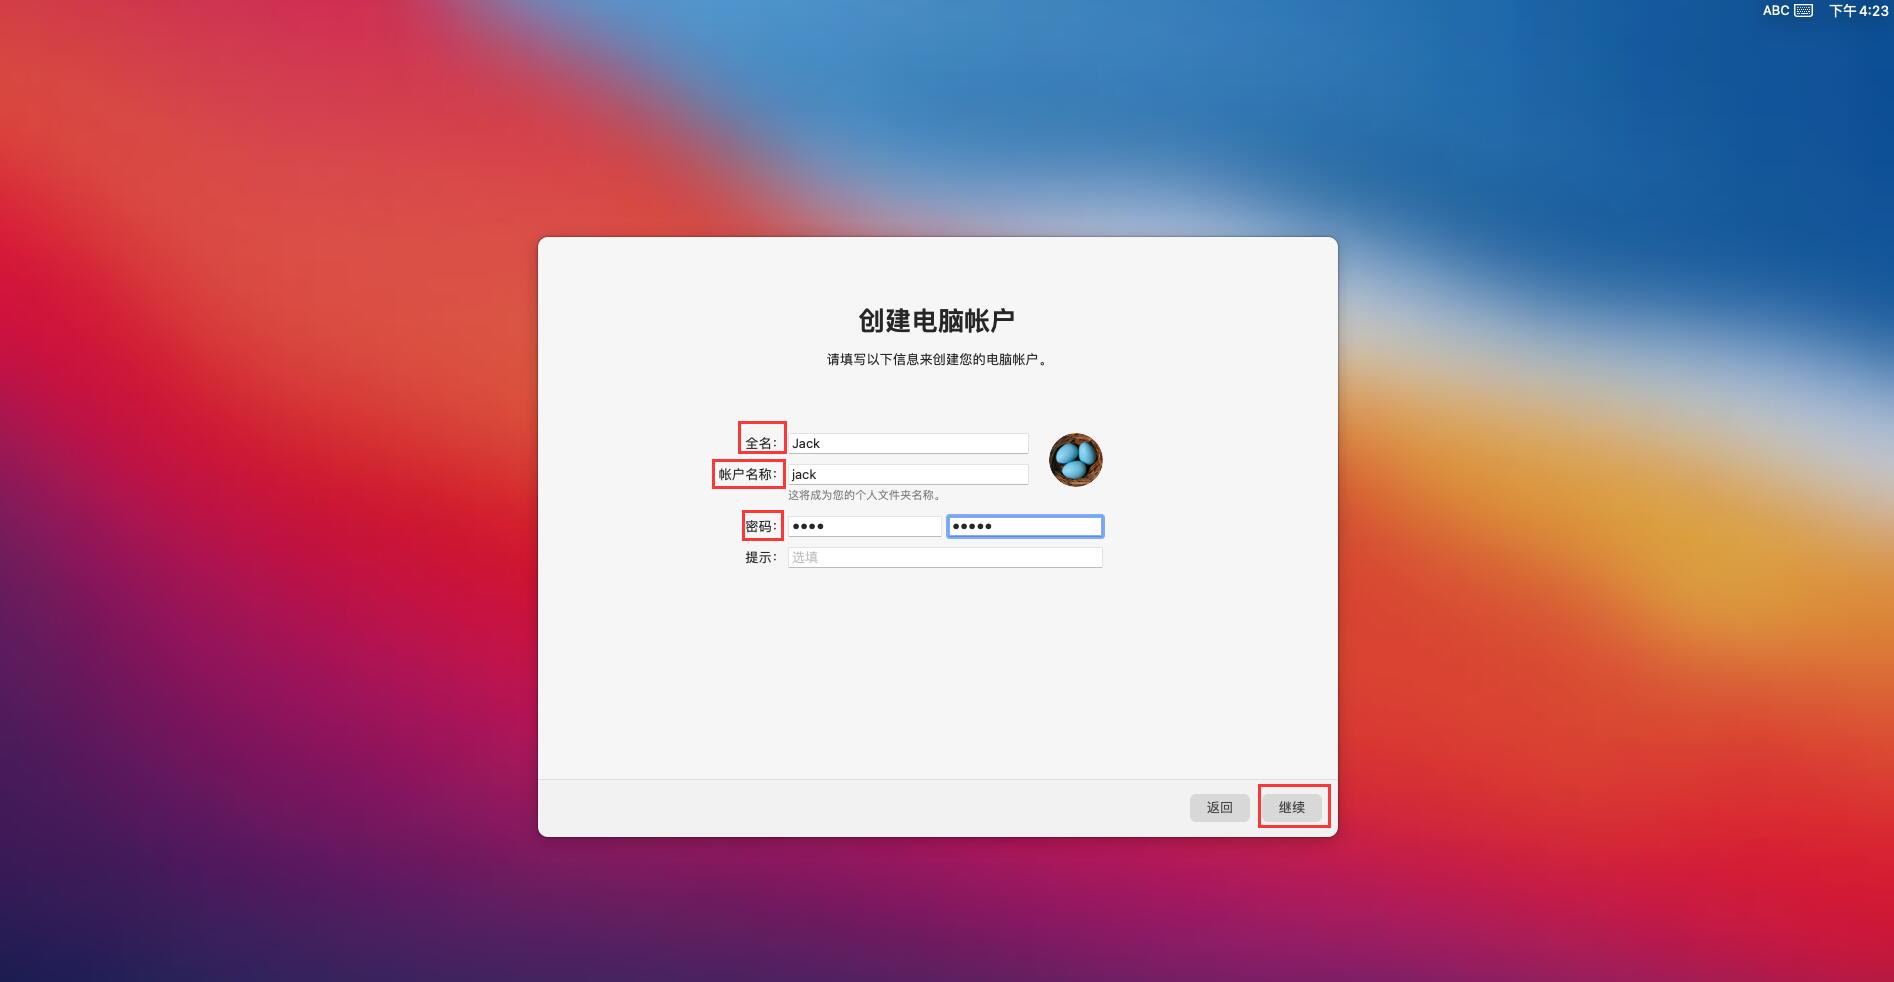 ABC 下午4:23
创建电脑帐户
请填写以下信息来创建您的电脑帐户。
全名: Jack
帐户名称: jack
这将成为您的个人文件夹名称。
密码: •••• •••••
提示: 选填
返回 继续